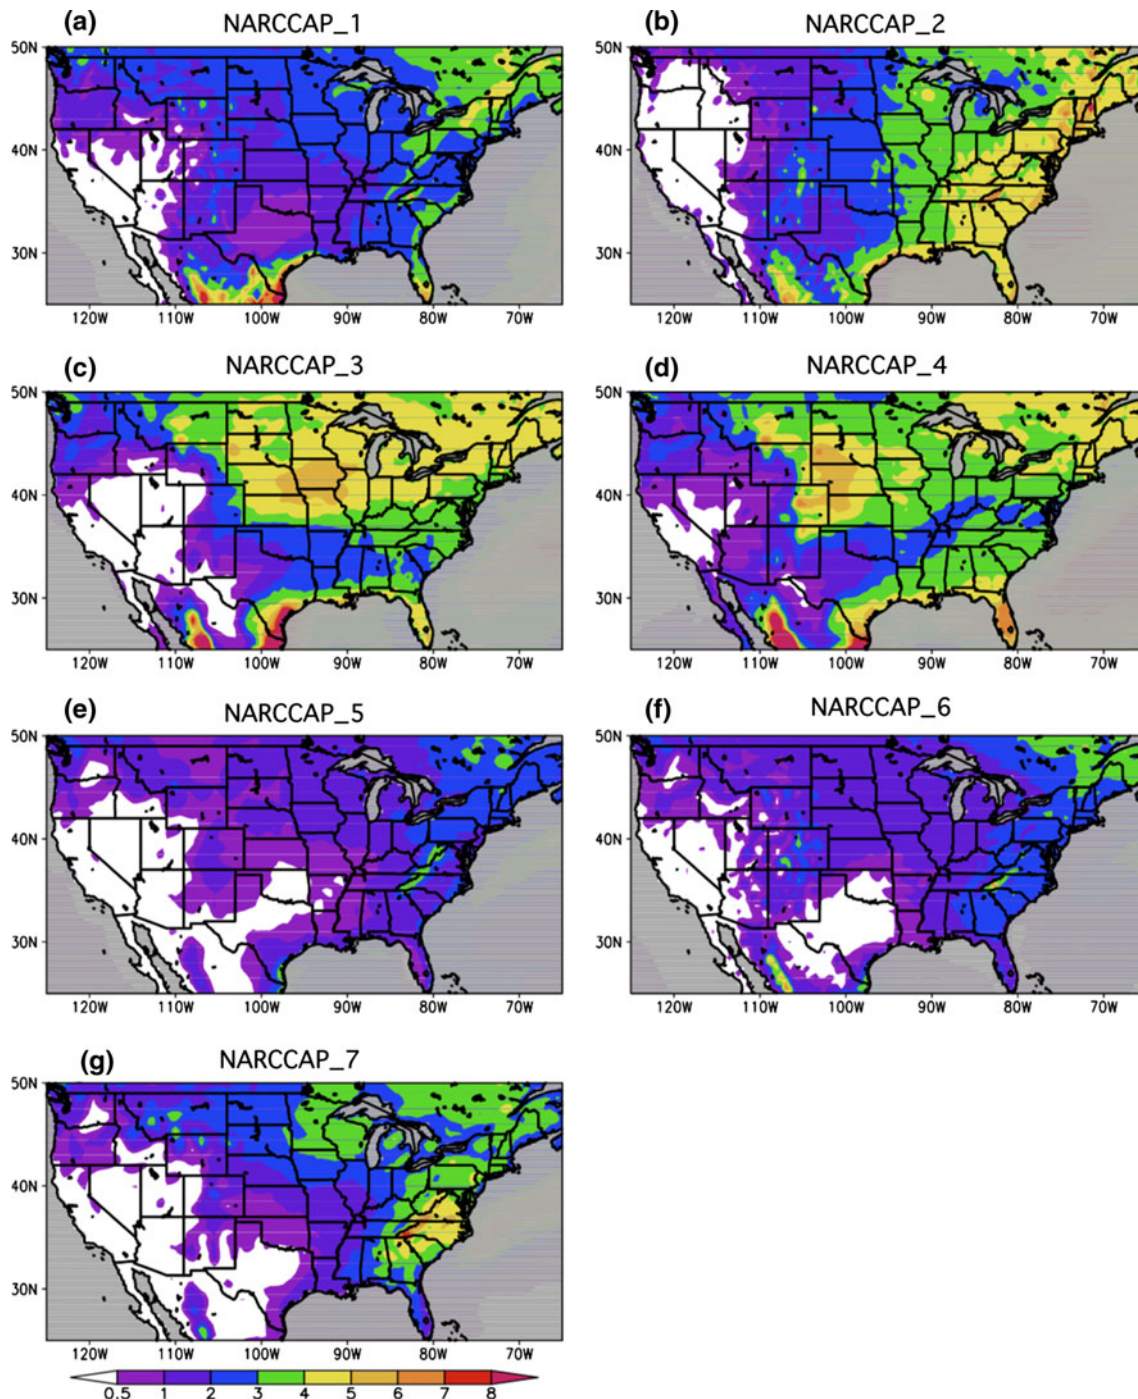 (a) NARCCAP_1
(b) NARCCAP_2
50N 50N
40N 40N
30N 30N
120W 110W 100W 90W 80W 70W
120W 110W 100W 90W 80W 70W
(c) NARCCAP_3
(d) NARCCAP_4
50N 50N
40N 40N
30N 30N
120W 110W 100W 90W 80W 70W
120W 110W 100W 90W 80W 70W
(e) NARCCAP_5
(f) NARCCAP_6
50N 50N
40N 40N
30N 30N
120W 110W 100W 90W 80W 70W
120W 110W 100W 90W 80W 70W
(g) NARCCAP_7
50N
40N
30N
120W 110W 100W 90W 80W 70W
0.5 1 2 3 4 5 6 7 8